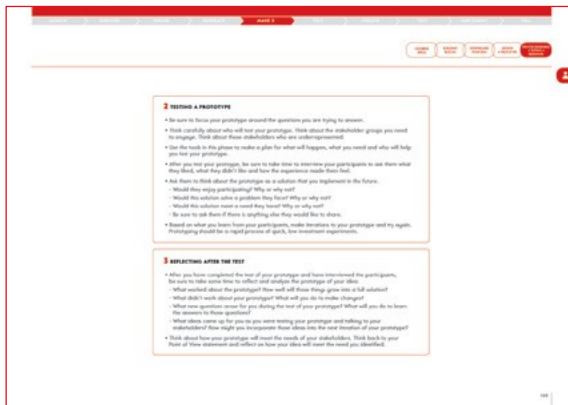 MAKE 2
2 TESTING A PROTOTYPE
• Be sure to focus your prototype around the questions you are trying to answer.
• Think carefully about who will test your prototype. Think about the stakeholder groups you need
to engage. Think about those stakeholders who are underrepresented.
• Use the tools in this phase to make a plan for what will happen, what you need and who will help
you test your prototype.
• After you test your prototype, be sure to take time to interview your participants to ask them what
they liked, what they didn't like and how the experience made them feel.
• Ask them to think about the prototype as a solution that you implement in the future.
- Would they enjoy participating? Why or why not?
- Would this solution solve a problem they face? Why or why not?
- Would this solution meet a need they have? Why or why not?
- Be sure to ask them if there is anything else they would like to share.
• Based on what you learn from your participants, make iterations to your prototype and try again.
Prototyping should be a rapid process of quick, low investment experiments.
3 REFLECTING AFTER THE TEST
• After you have completed the test of your prototype and have interviewed the participants,
be sure to take some time to reflect and analyze the prototype of your idea:
- What worked about the prototype? How well will those things grow into a full solution?
- What didn't work about your prototype? What will you do to make changes?
- What new questions arose for you during the test of your prototype? What will you do to learn
the answers to those questions?
- What ideas came up for you as you were testing your prototype and talking to your
stakeholders? How might you incorporate those ideas into the next iteration of your prototype?
• Think about how your prototype will meet the needs of your stakeholders. Think back to your
Point of View statement and reflect on how your idea will meet the need you identified.